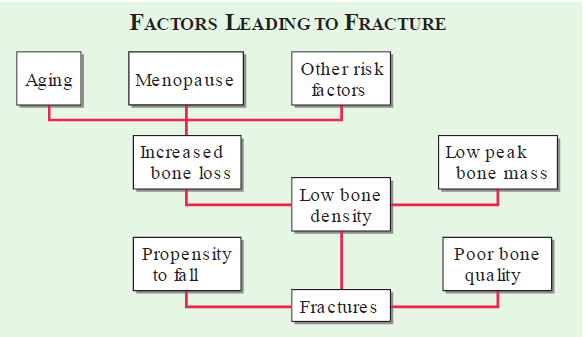 FACTORS LEADING TO FRACTURE
Aging
Menopause
Other risk
factors
Increased
bone loss
Low peak
bone mass
Low bone
density
Propensity
to fall
Poor bone
quality
Fractures